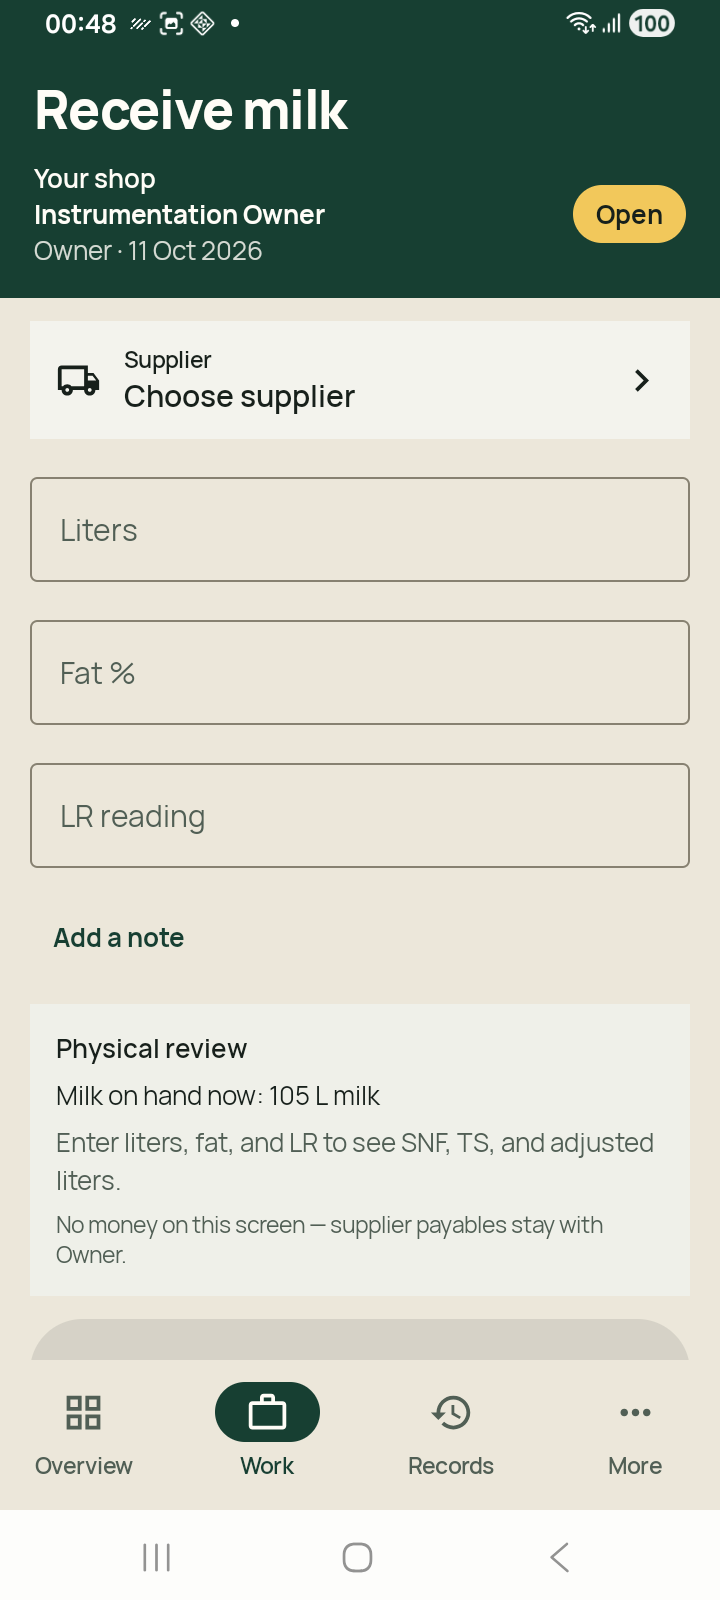 00:48
100
Receive milk
Your shop
Instrumentation Owner
Owner · 11 Oct 2026
Open
Supplier
Choose supplier
Liters
Fat %
LR reading
Add a note
Physical review
Milk on hand now: 105 L milk
Enter liters, fat, and LR to see SNF, TS, and adjusted
liters.
No money on this screen — supplier payables stay with
Owner.
Overview
Work
Records
More